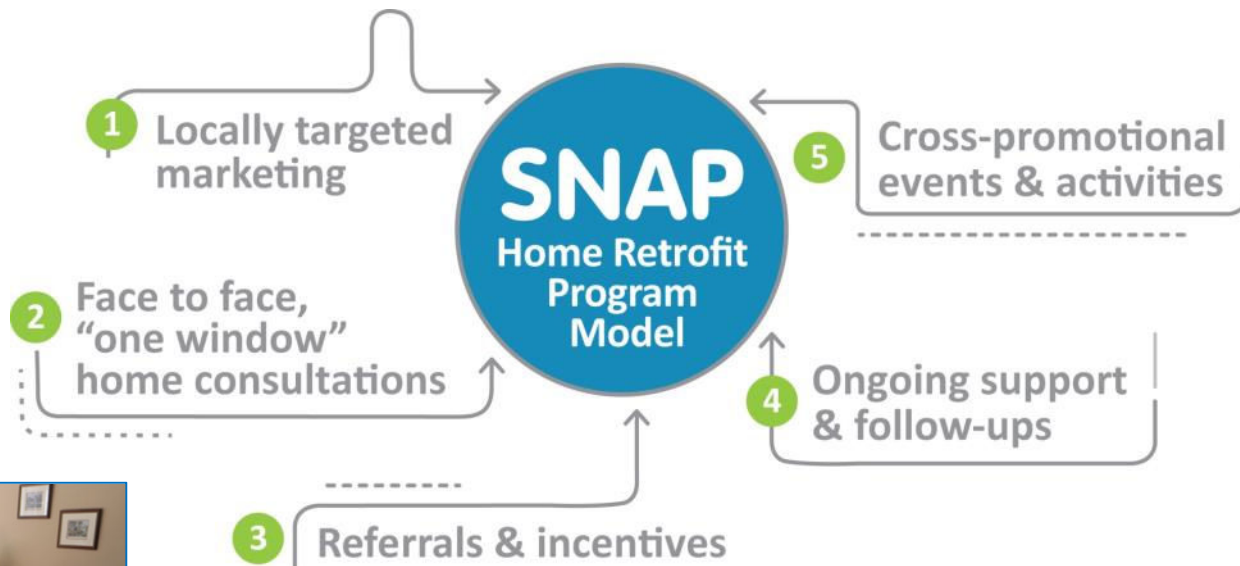 1
Locally targeted
marketing
2
Face to face,
“one window”
home consultations
3
Referrals & incentives
4
Ongoing support
& follow-ups
5
Cross-promotional
events & activities
SNAP
Home Retrofit
Program
Model